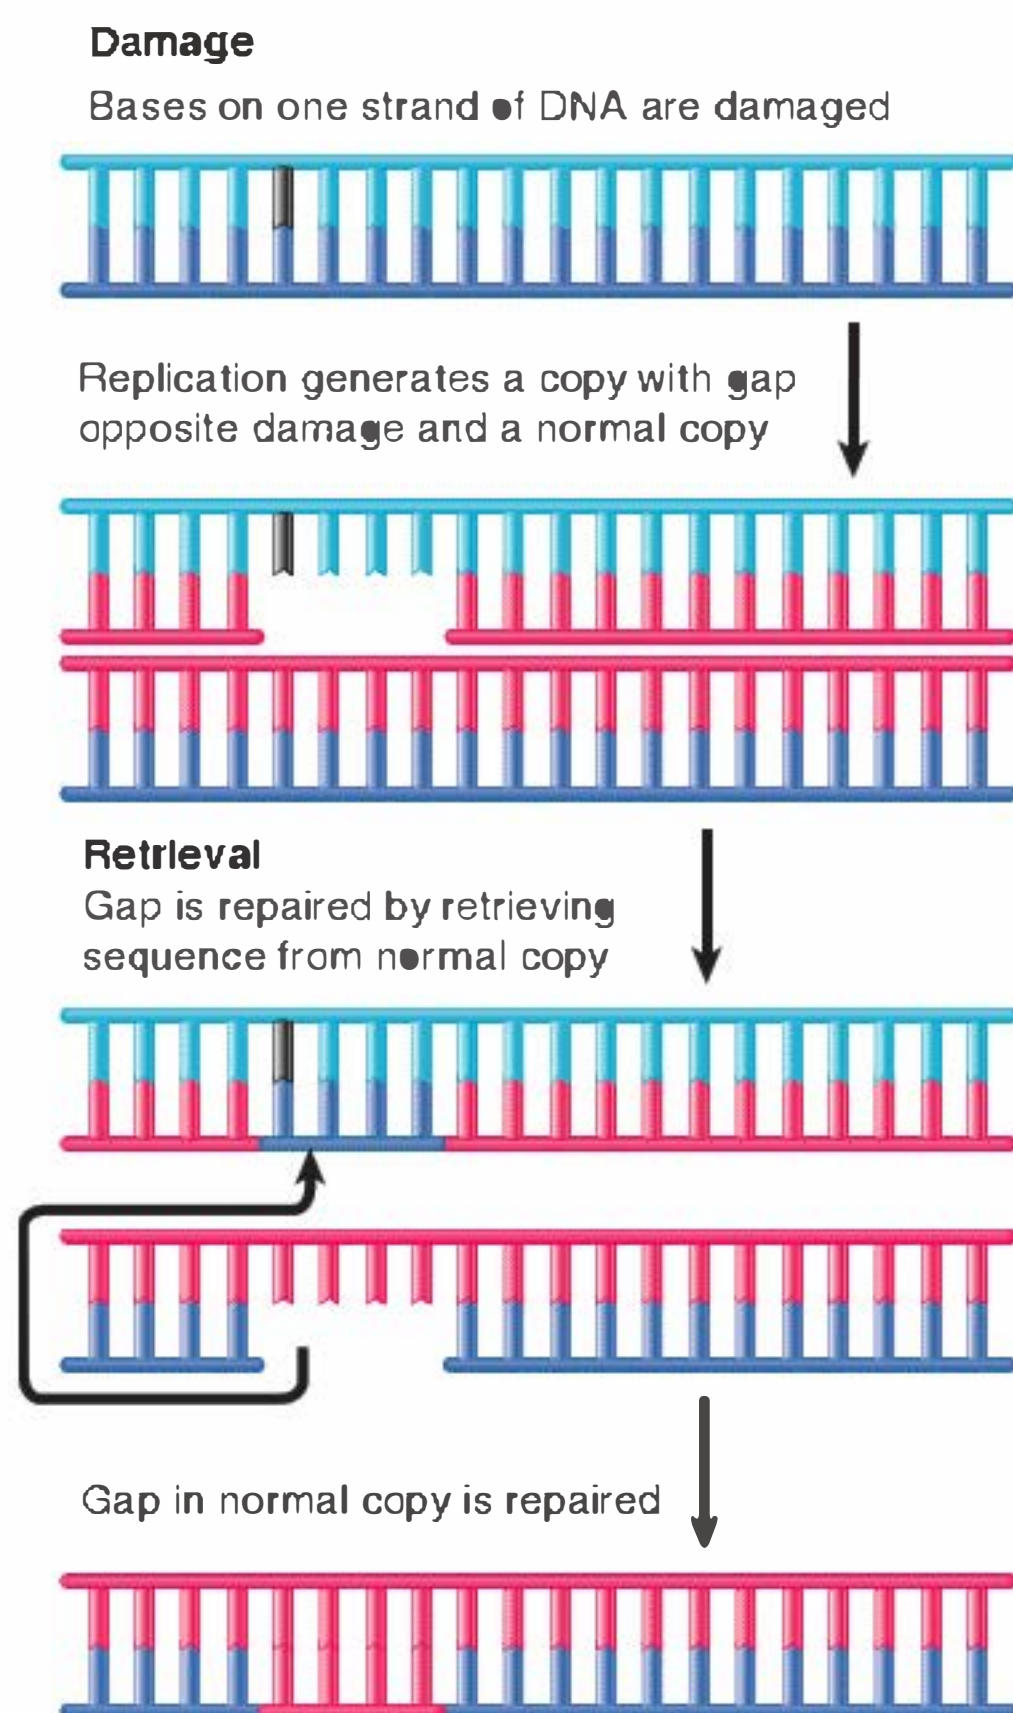 Damage
Bases on one strand of DNA are damaged
Replication generates a copy with gap
opposite damage and a normal copy
Retrieval
Gap is repaired by retrieving
sequence from normal copy
Gap in normal copy is repaired